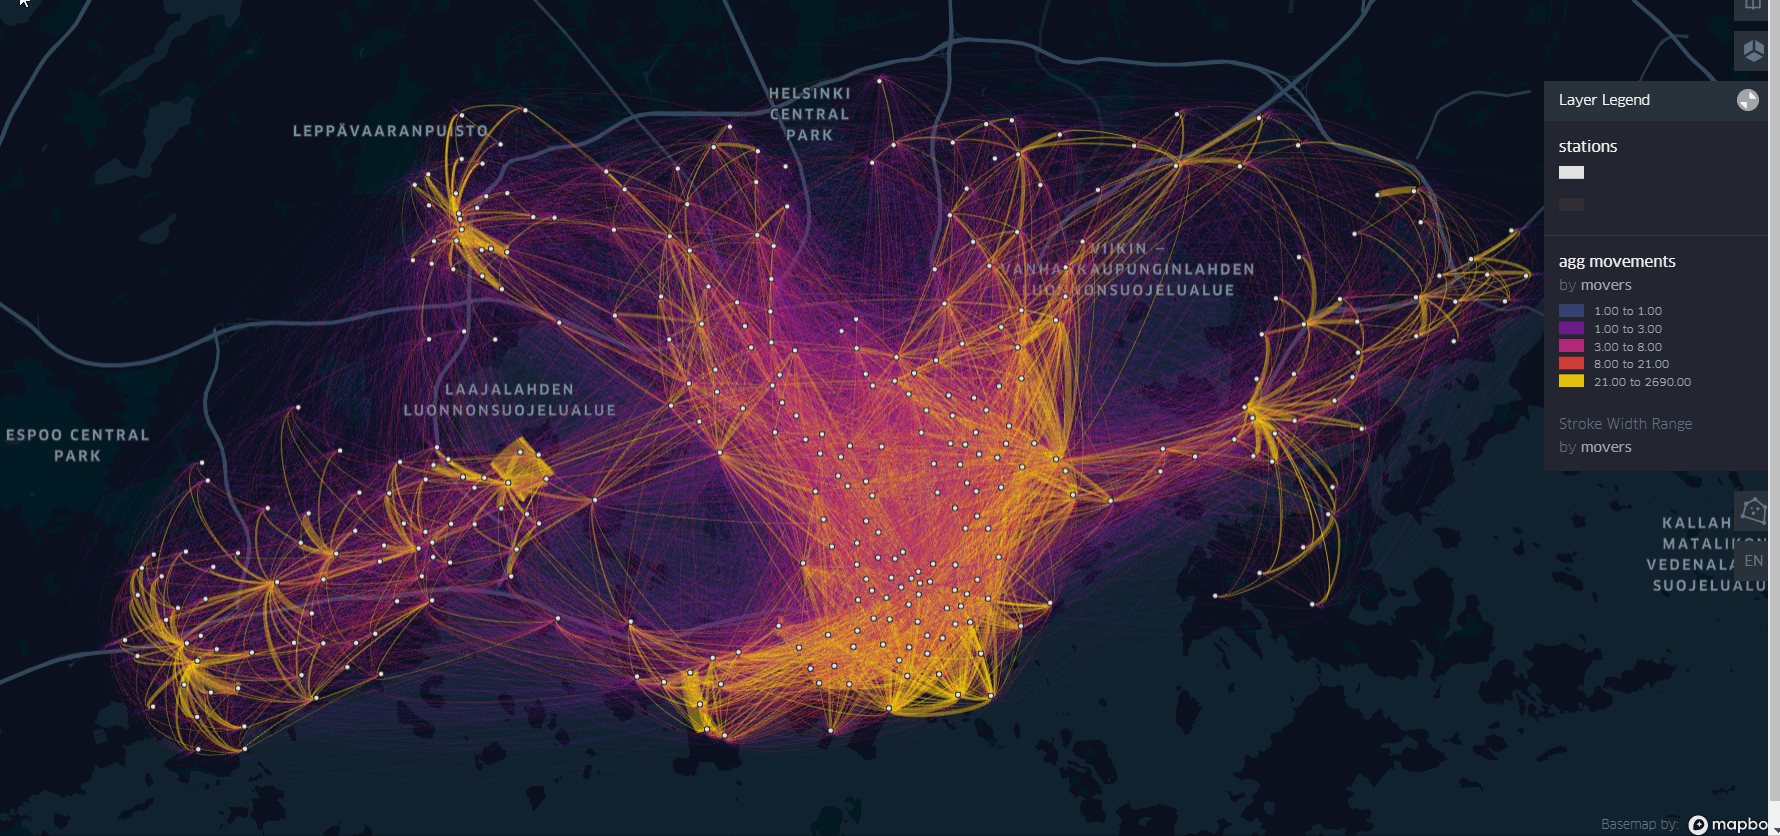 HELSINKI
CENTRAL
PARK
LEPPÄVAARANPUISTO
VIIKIN –
VANHANKAUPUNGINLAHDEN
LUONNONSUOJELUALUE
LAAJALAHDEN
LUONNONSUOJELUALUE
ESPOO CENTRAL
PARK
Layer Legend
stations
agg movements
by movers
1.00 to 1.00
1.00 to 3.00
3.00 to 8.00
8.00 to 21.00
21.00 to 2690.00
Stroke Width Range
by movers
KALLAH
MATALIKON
VEDENALA
SUOJELUALU
EN
Basemap by:
mapbo